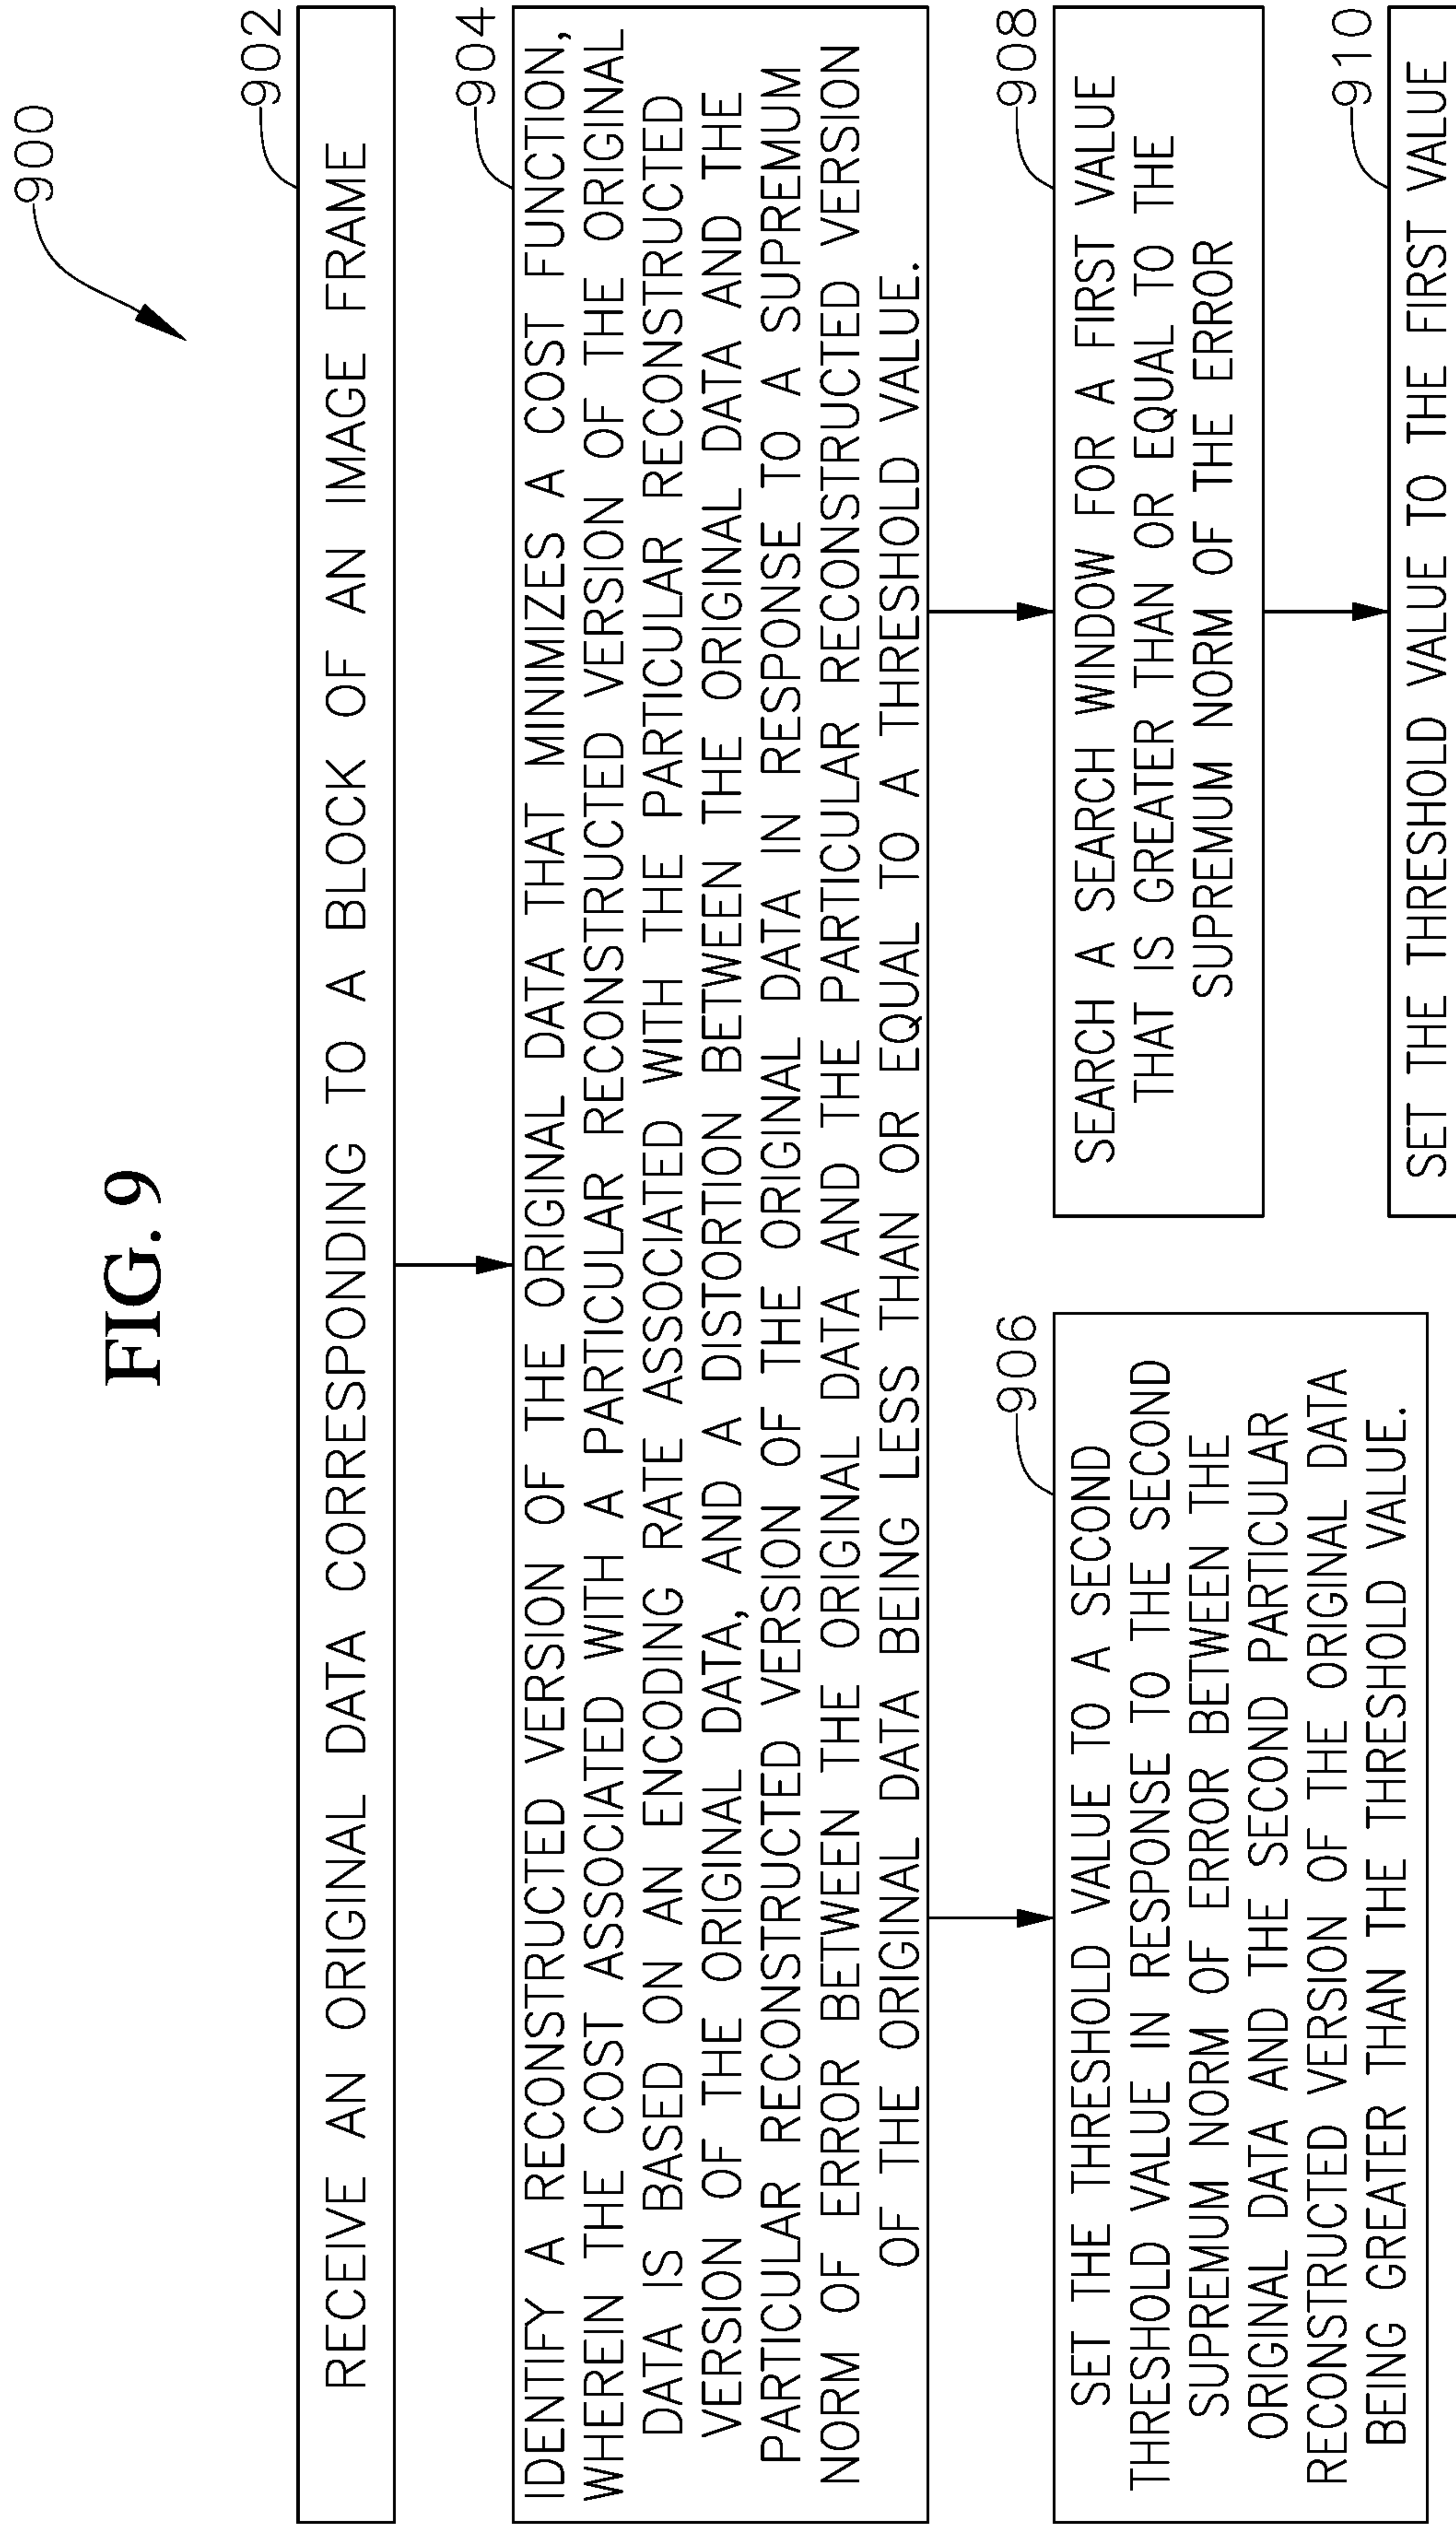 FIG. 9
900
902
RECEIVE AN ORIGINAL DATA CORRESPONDING TO A BLOCK OF AN IMAGE FRAME
904
IDENTIFY A RECONSTRUCTED VERSION OF THE ORIGINAL DATA THAT MINIMIZES A COST FUNCTION,
WHEREIN THE COST ASSOCIATED WITH A PARTICULAR RECONSTRUCTED VERSION OF THE ORIGINAL
DATA IS BASED ON AN ENCODING RATE ASSOCIATED WITH THE PARTICULAR RECONSTRUCTED
VERSION OF THE ORIGINAL DATA, AND A DISTORTION BETWEEN THE ORIGINAL DATA AND THE
PARTICULAR RECONSTRUCTED VERSION OF THE ORIGINAL DATA IN RESPONSE TO A SUPREMUM
NORM OF ERROR BETWEEN THE ORIGINAL DATA AND THE PARTICULAR RECONSTRUCTED VERSION
OF THE ORIGINAL DATA BEING LESS THAN OR EQUAL TO A THRESHOLD VALUE.
906
SET THE THRESHOLD VALUE TO A SECOND
THRESHOLD VALUE IN RESPONSE TO THE SECOND
SUPREMUM NORM OF ERROR BETWEEN THE
ORIGINAL DATA AND THE SECOND PARTICULAR
RECONSTRUCTED VERSION OF THE ORIGINAL DATA
BEING GREATER THAN THE THRESHOLD VALUE.
908
SEARCH A SEARCH WINDOW FOR A FIRST VALUE
THAT IS GREATER THAN OR EQUAL TO THE
SUPREMUM NORM OF THE ERROR
910
SET THE THRESHOLD VALUE TO THE FIRST VALUE